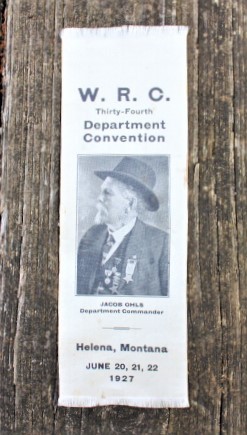 W. R. C.
Thirty-Fourth
Department
Convention
JACOB OHLS
Department Commander
Helena, Montana
JUNE 20, 21, 22
1927